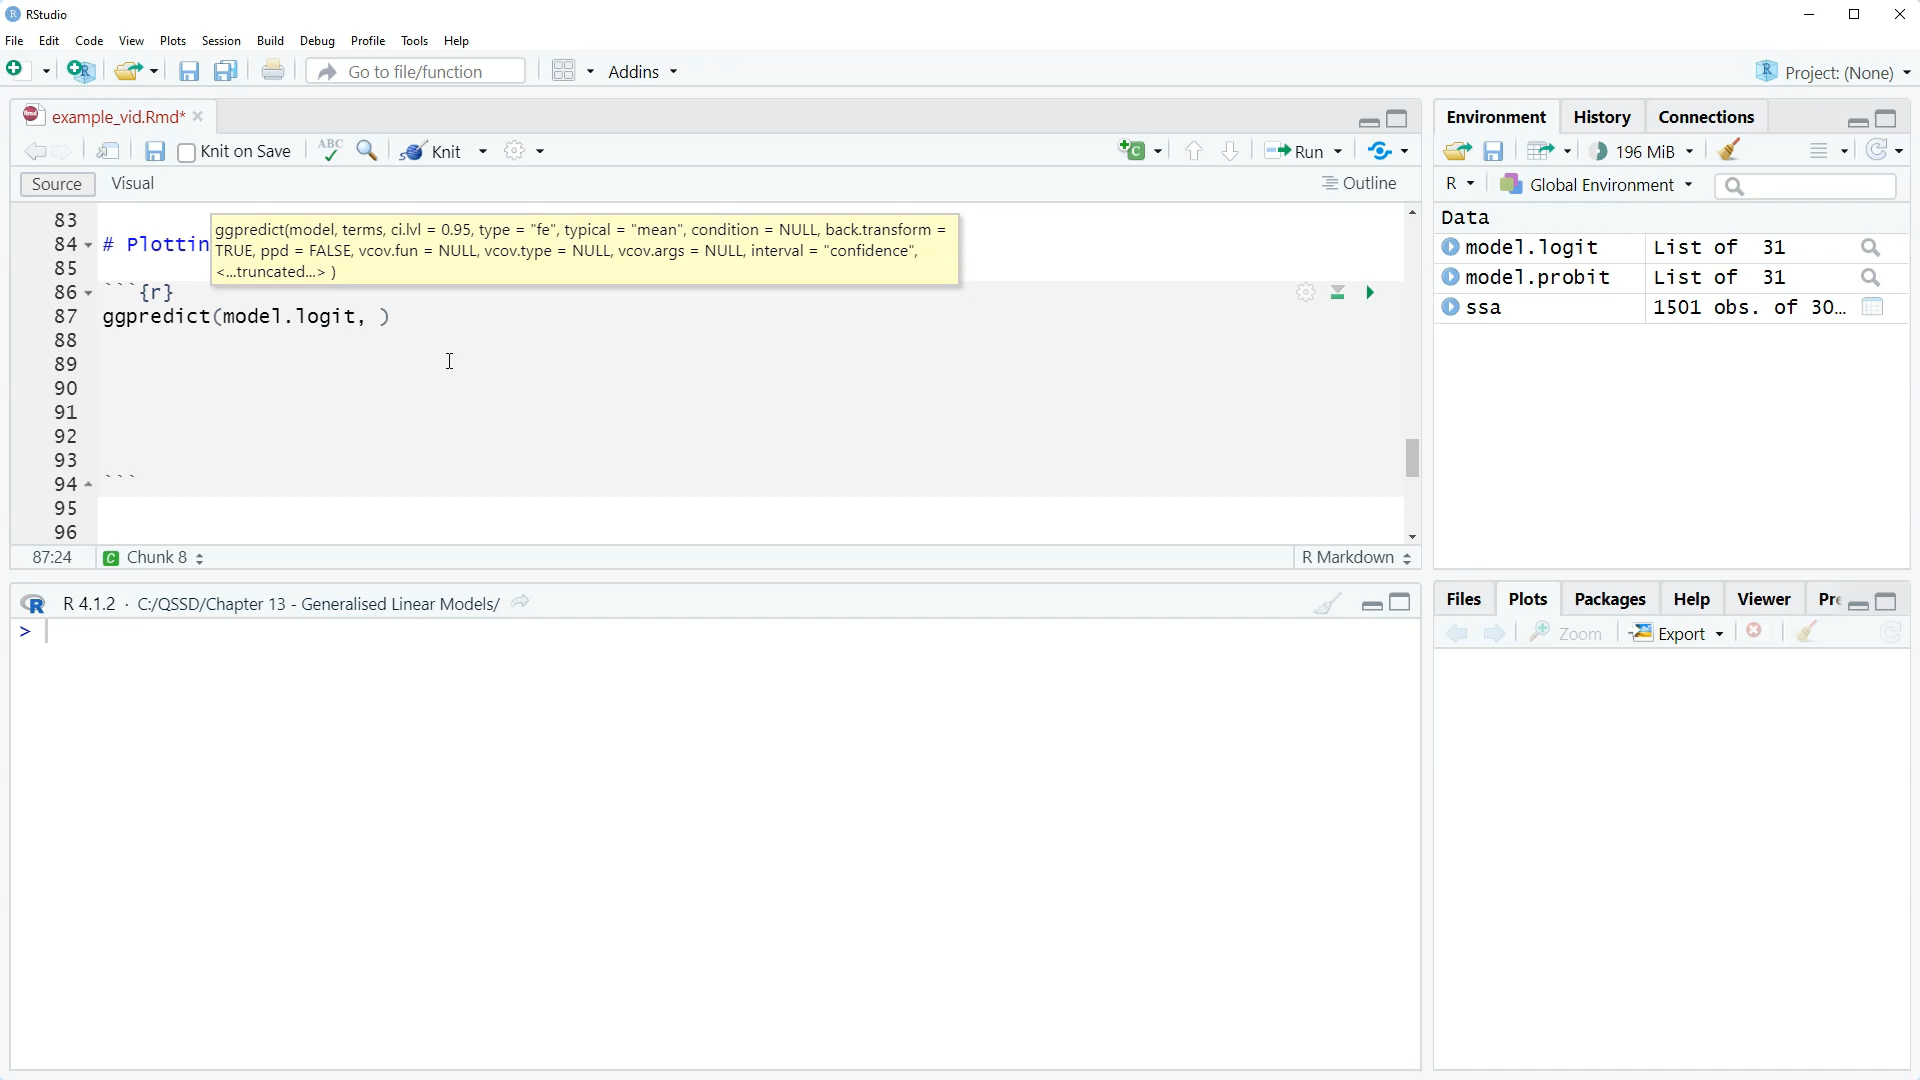 RStudio
File Edit Code View Plots Session Build Debug Profile Tools Help
Go to file/function Addins Project: (None)
example_vid.Rmd*
Knit on Save ABC Knit Run
Source Visual Outline
83
84 # Plottin
ggpredict(model, terms, ci.lvl = 0.95, type = "fe", typical = "mean", condition = NULL, back.transform =
TRUE, ppd = FALSE, vcov.fun = NULL, vcov.type = NULL, vcov.args = NULL, interval = "confidence",
<...truncated...> )
85
86 ```{r}
87 ggpredict(model.logit, )
88
89
90
91
92
93
94 ```
95
96
87:24 C Chunk 8 R Markdown
R 4.1.2 · C:/QSSD/Chapter 13 - Generalised Linear Models/
>
Environment History Connections
196 MiB
R Global Environment
Data
model.logit List of 31
model.probit List of 31
ssa 1501 obs. of 30…
Files Plots Packages Help Viewer Pre
Zoom Export